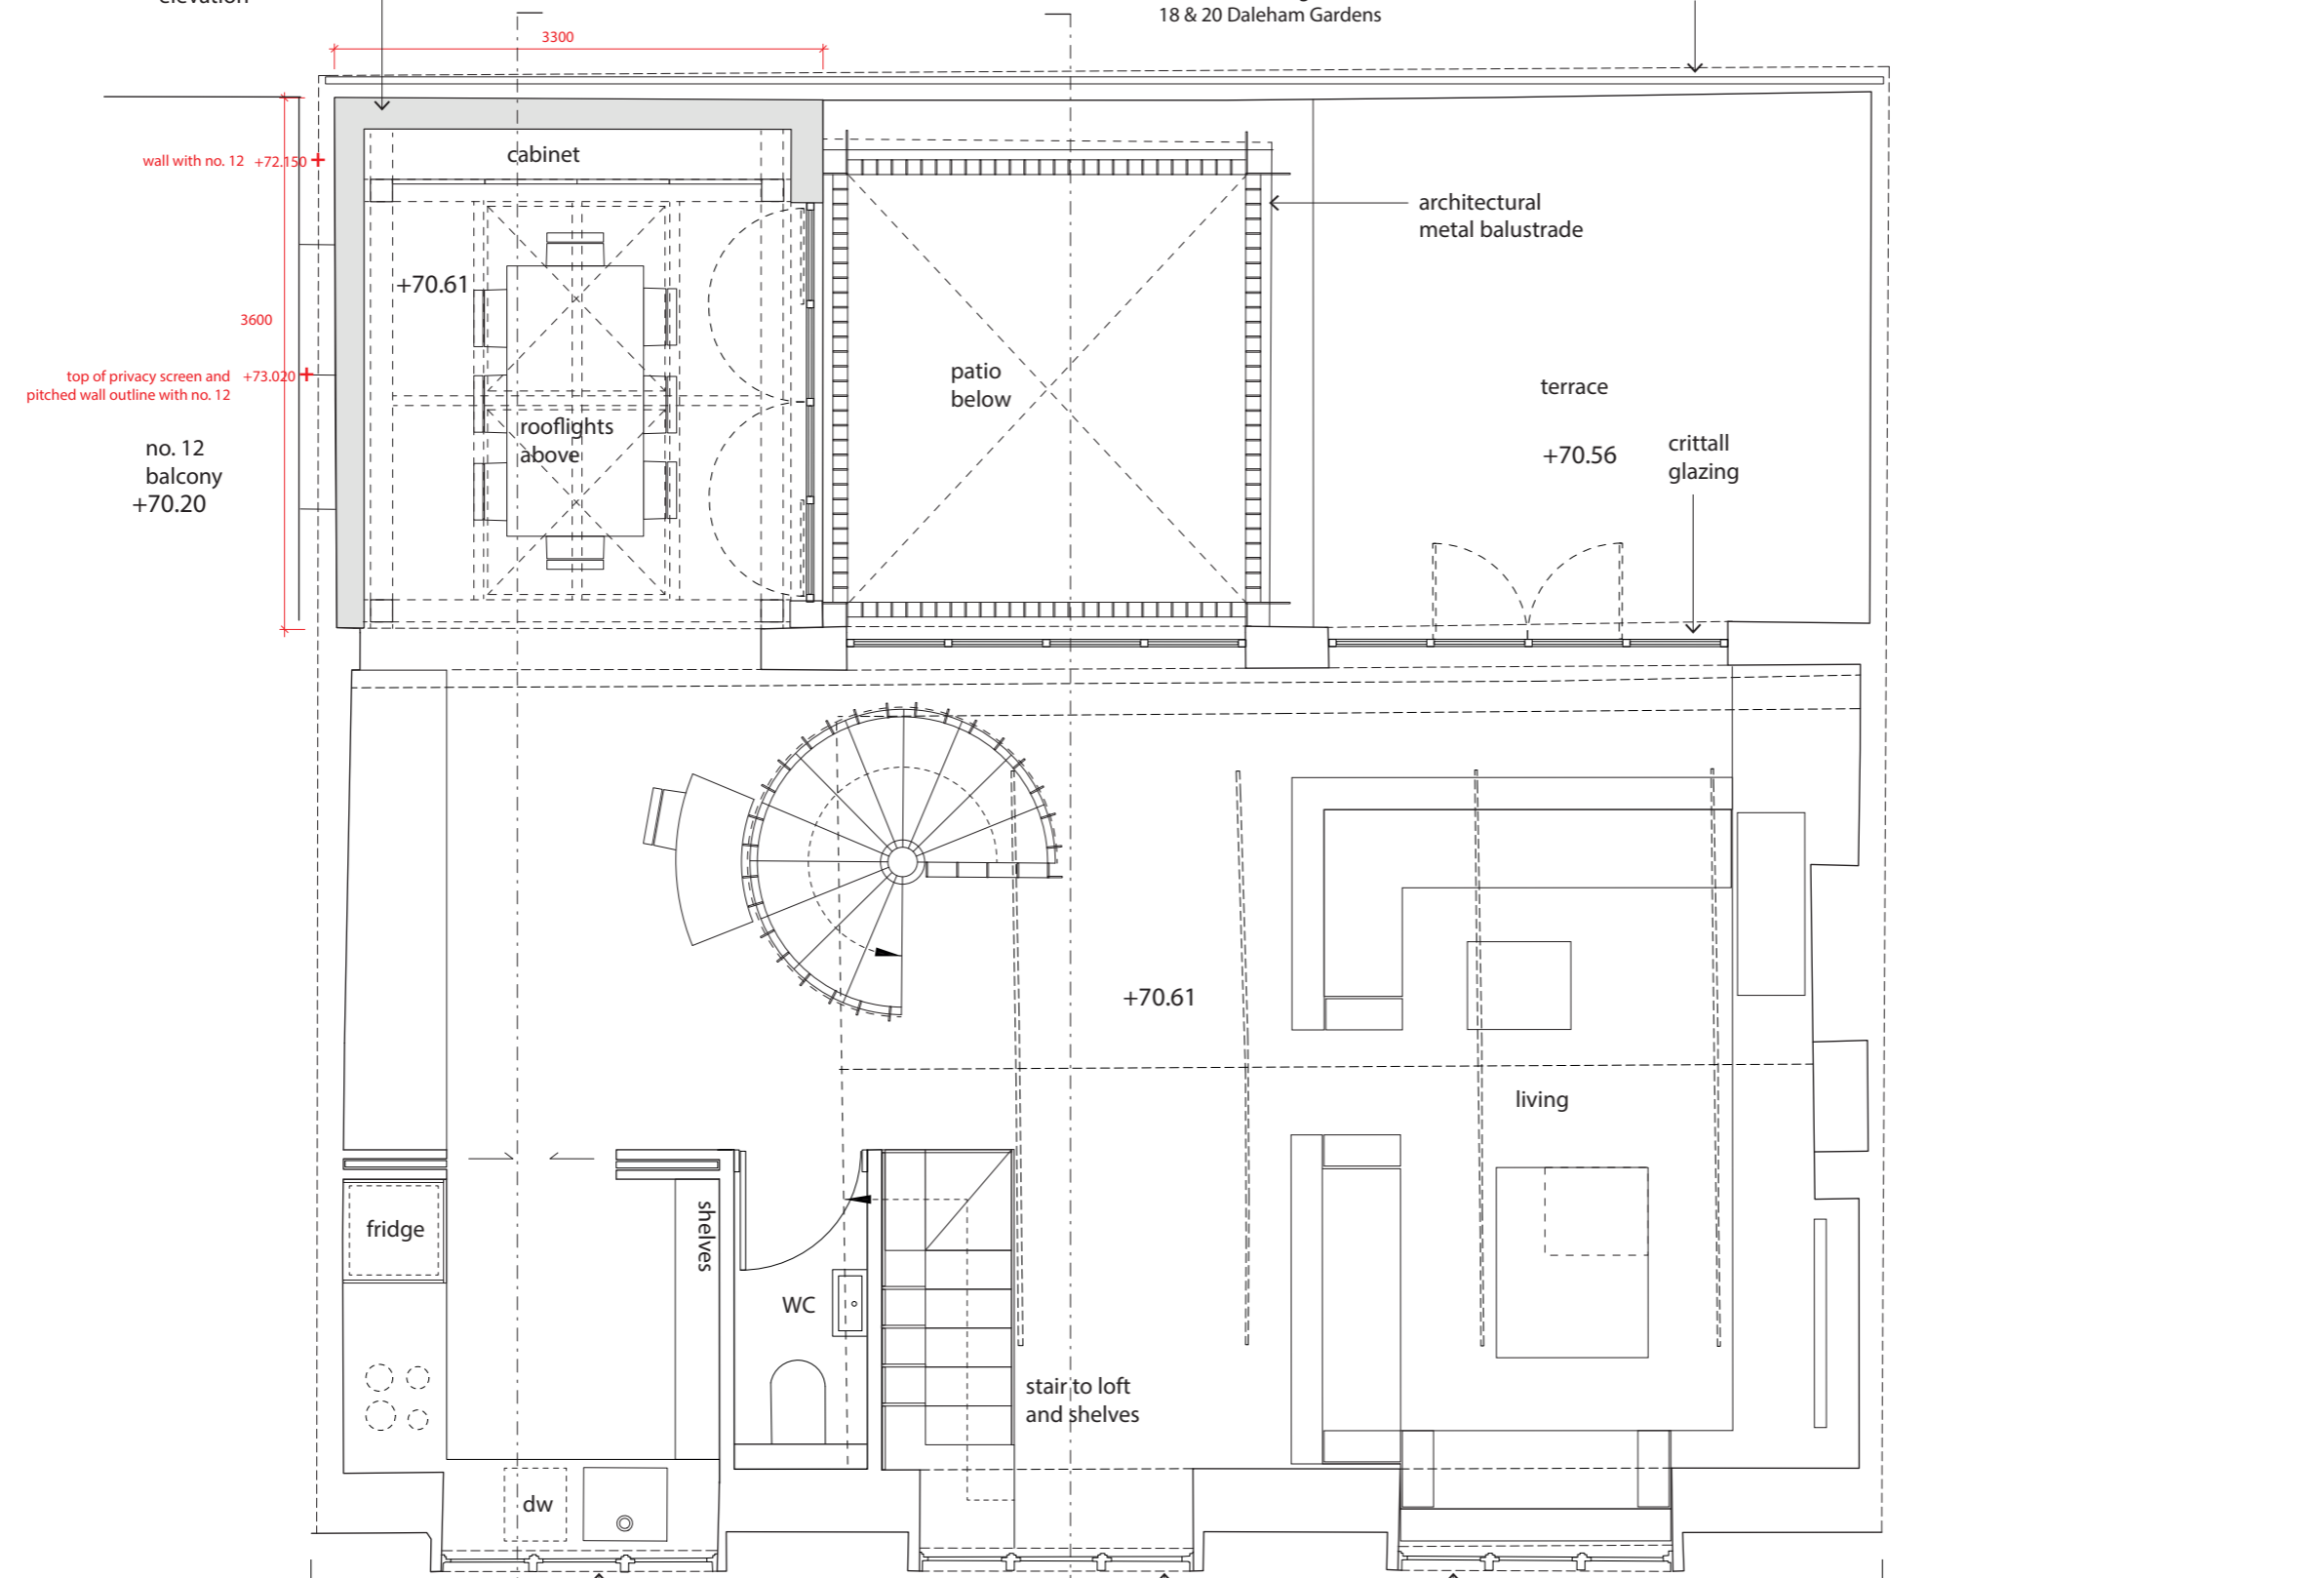 elevation
18 & 20 Daleham Gardens
3300
cabinet
wall with no. 12 +72.150
architectural
metal balustrade
+70.61
3600
top of privacy screen and +73.020
pitched wall outline with no. 12
patio
below
terrace
rooflights
above
no. 12
balcony
+70.20
+70.56
crittall
glazing
+70.61
living
fridge
shelves
WC
stair to loft
and shelves
dw